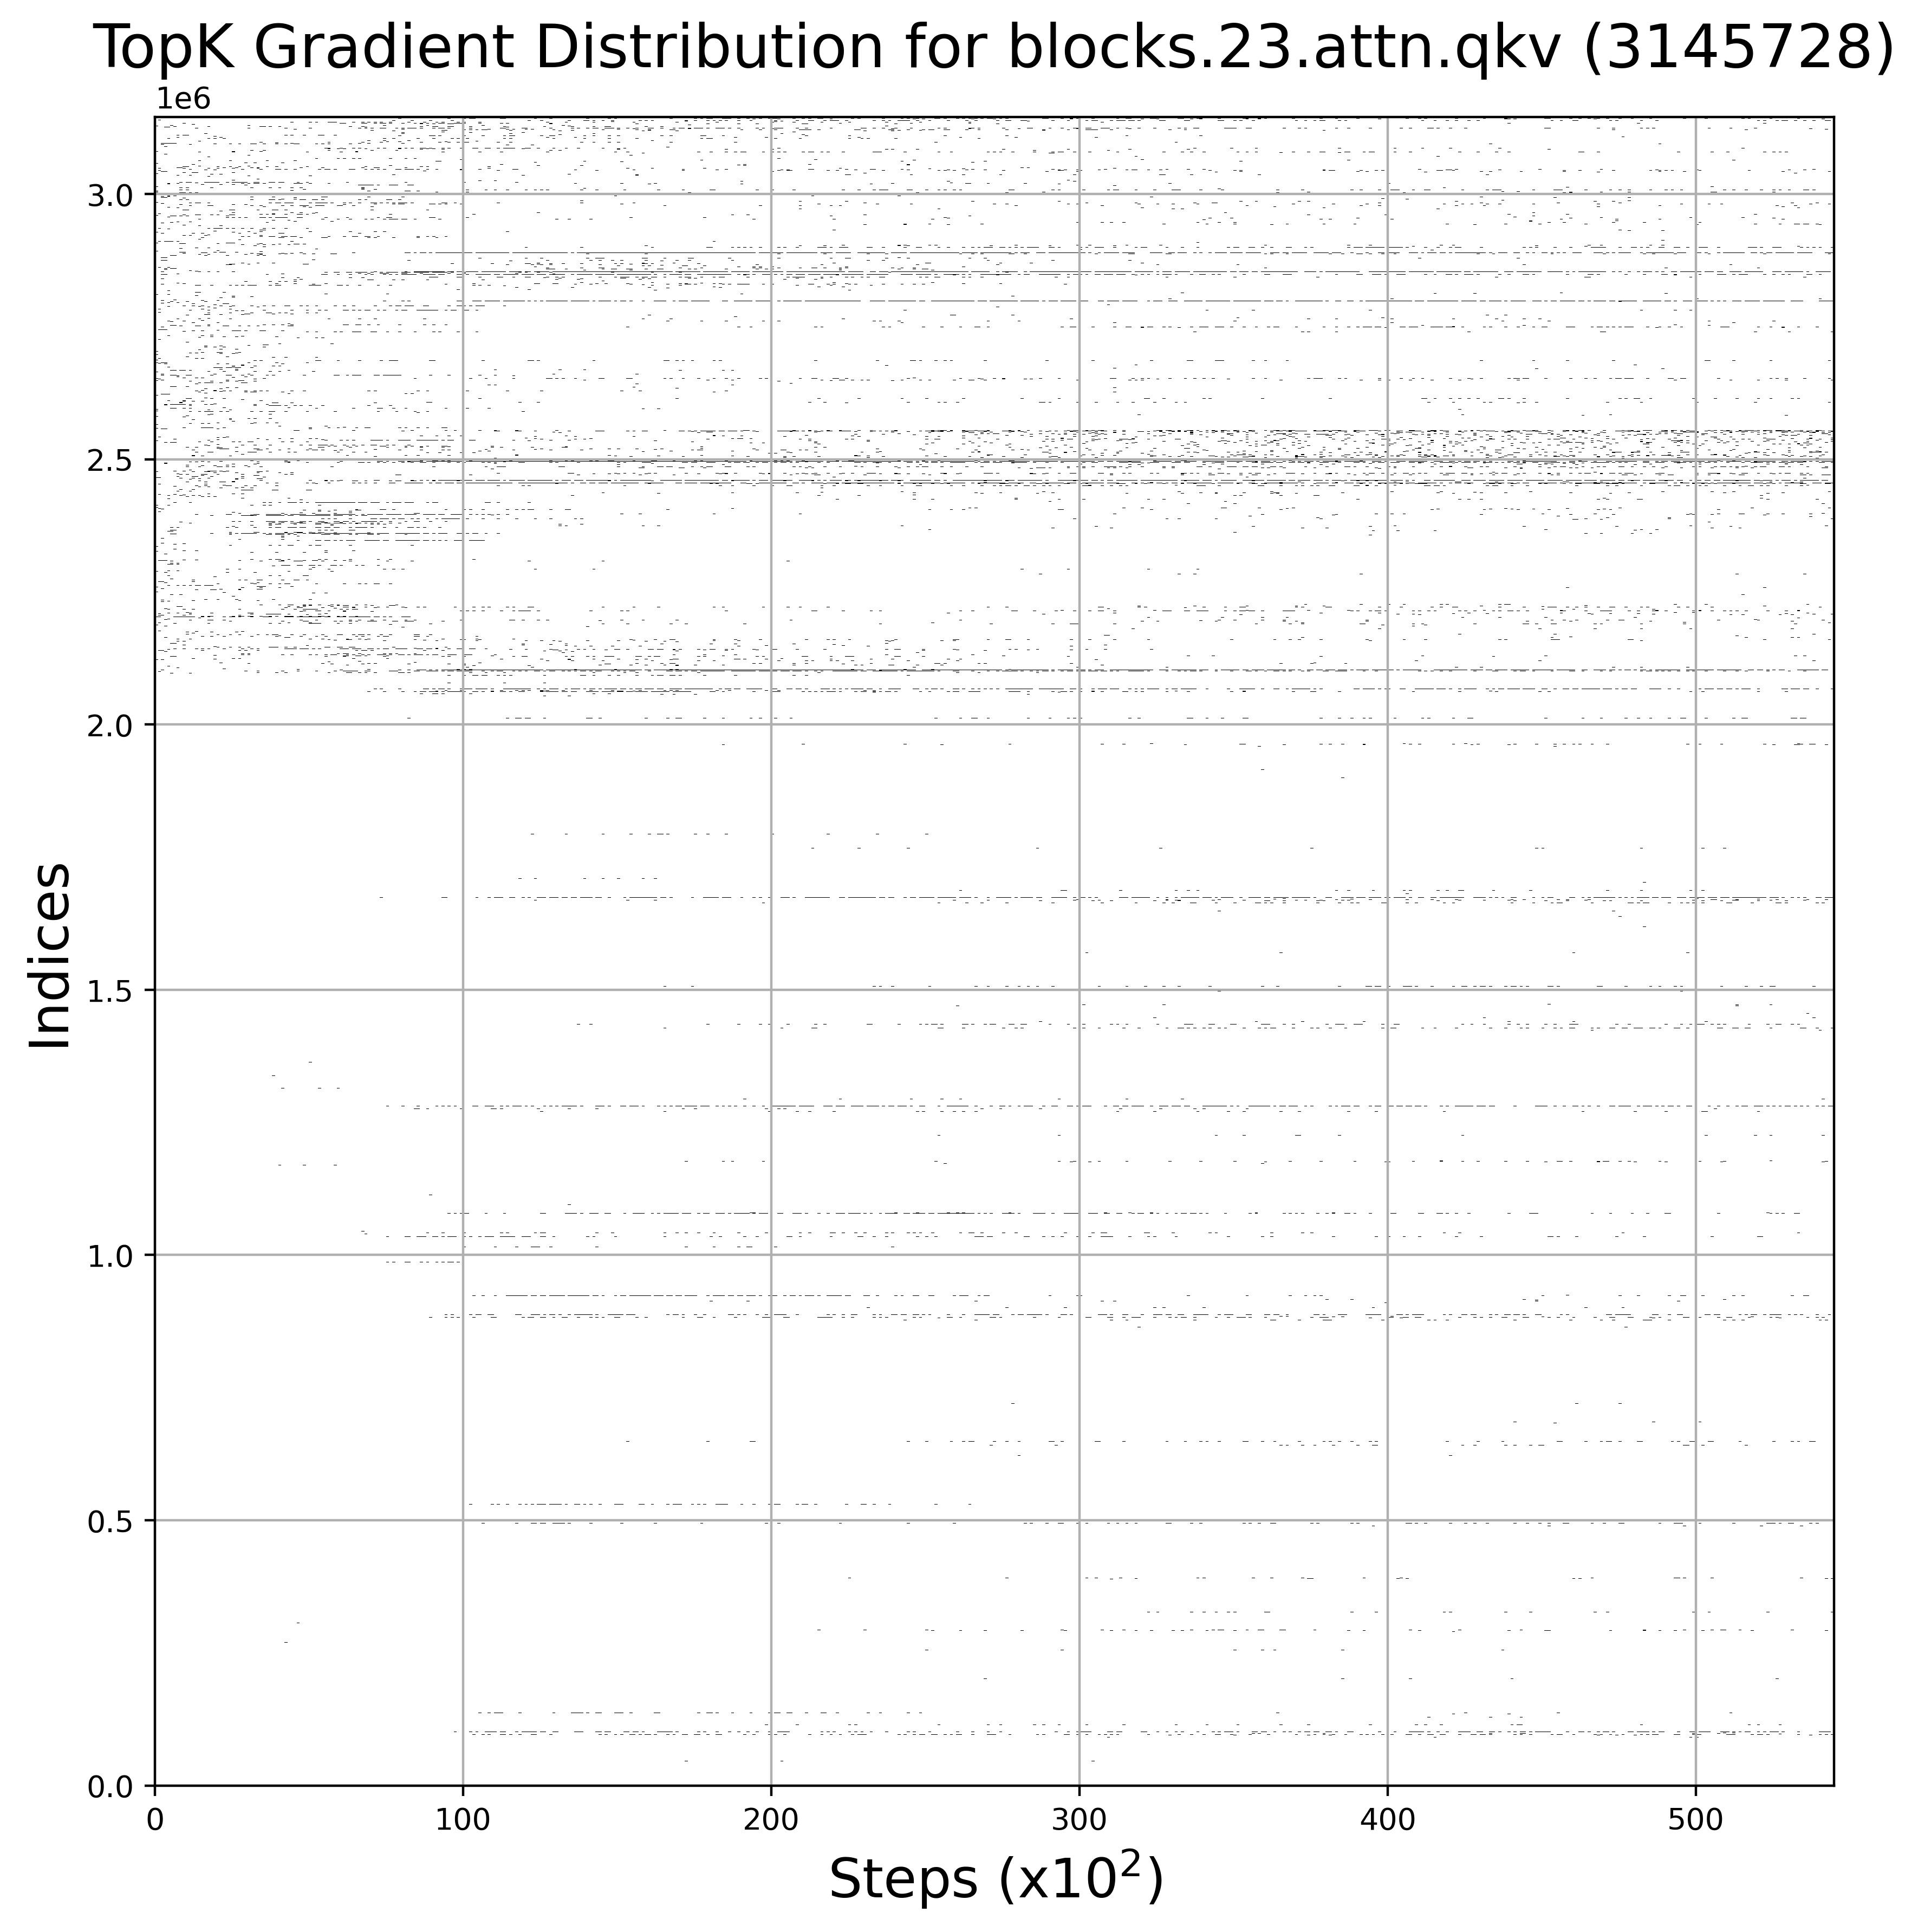 TopK Gradient Distribution for blocks.23.attn.qkv (3145728)
1e6
3.0
2.5
2.0
1.5
1.0
0.5
0.0
Indices
0 100 200 300 400 500
Steps (x10²)